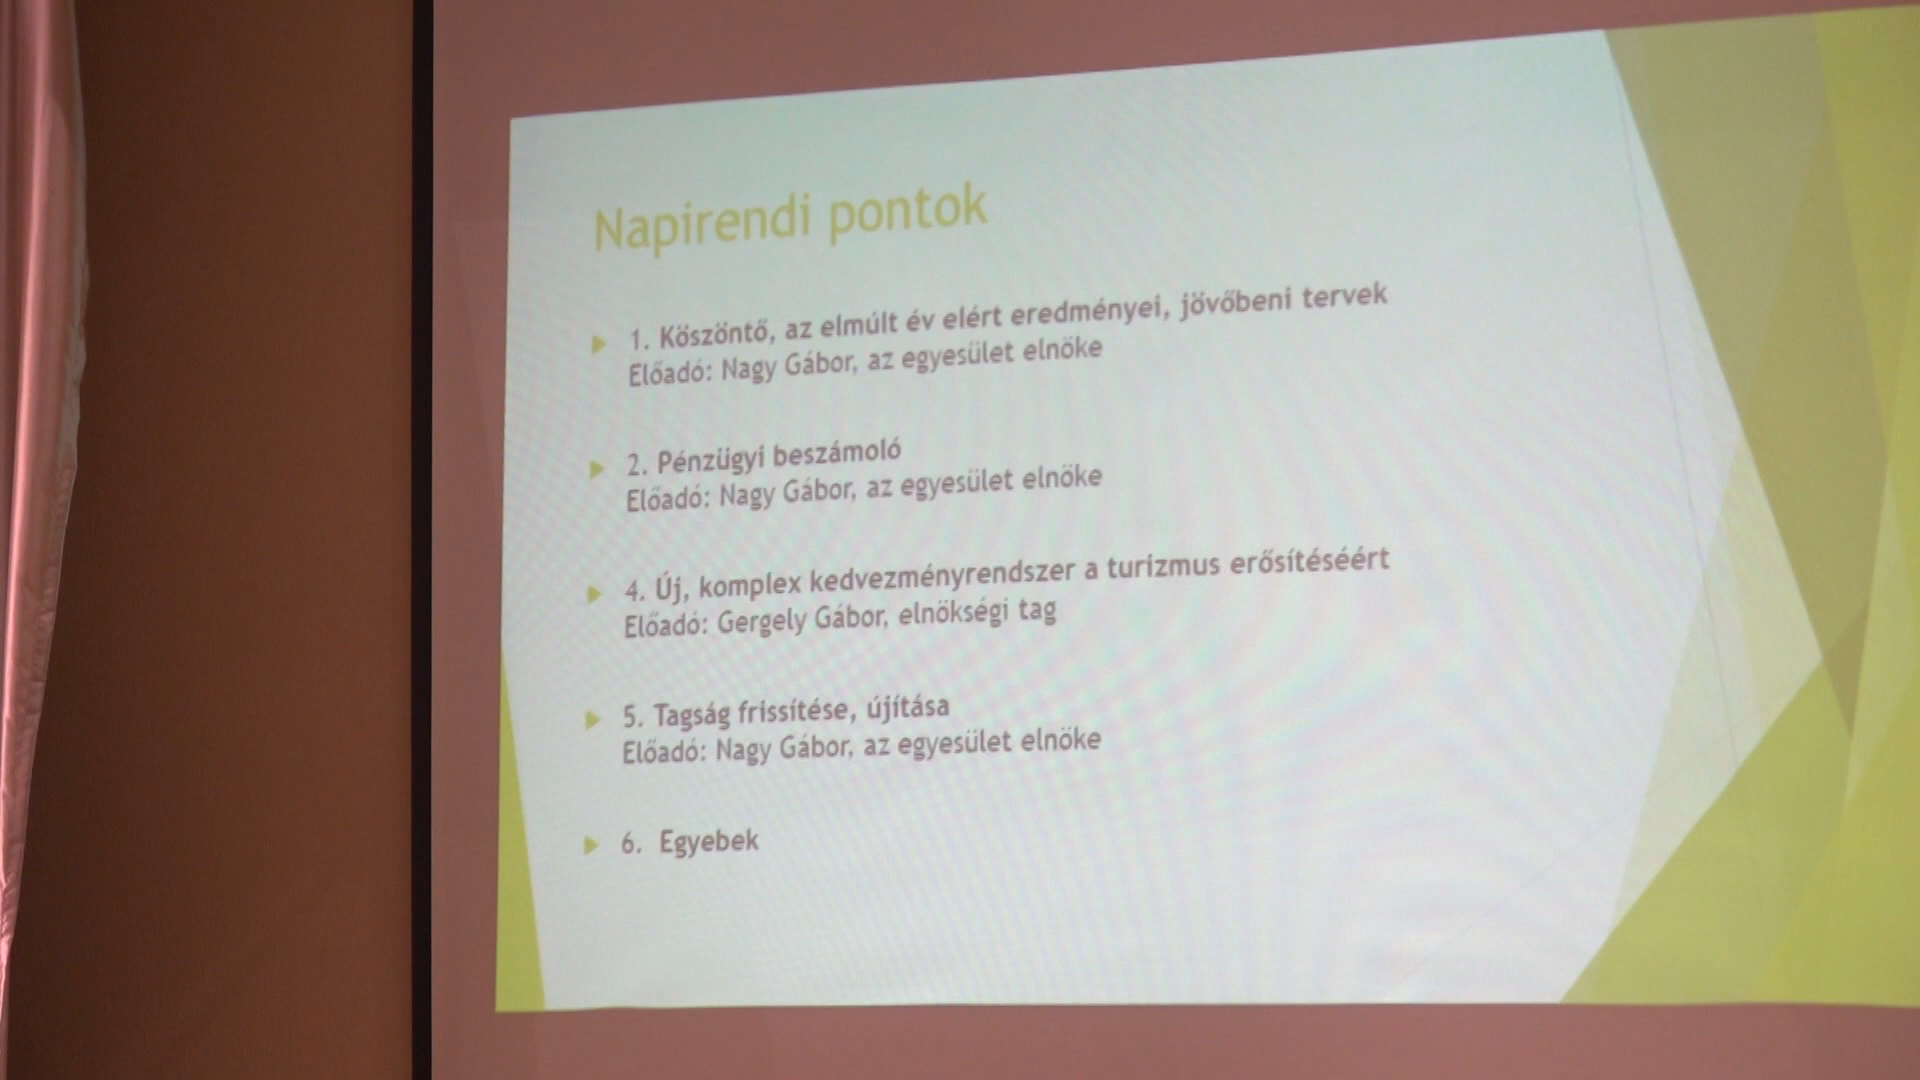 Napirendi pontok
1. Köszöntő, az elmúlt év elért eredményei, jövőbeni tervek
Előadó: Nagy Gábor, az egyesület elnöke
2. Pénzügyi beszámoló
Előadó: Nagy Gábor, az egyesület elnöke
4. Új, komplex kedvezményrendszer a turizmus erősítéséért
Előadó: Gergely Gábor, elnökségi tag
5. Tagság frissítése, újítása
Előadó: Nagy Gábor, az egyesület elnöke
6. Egyebek